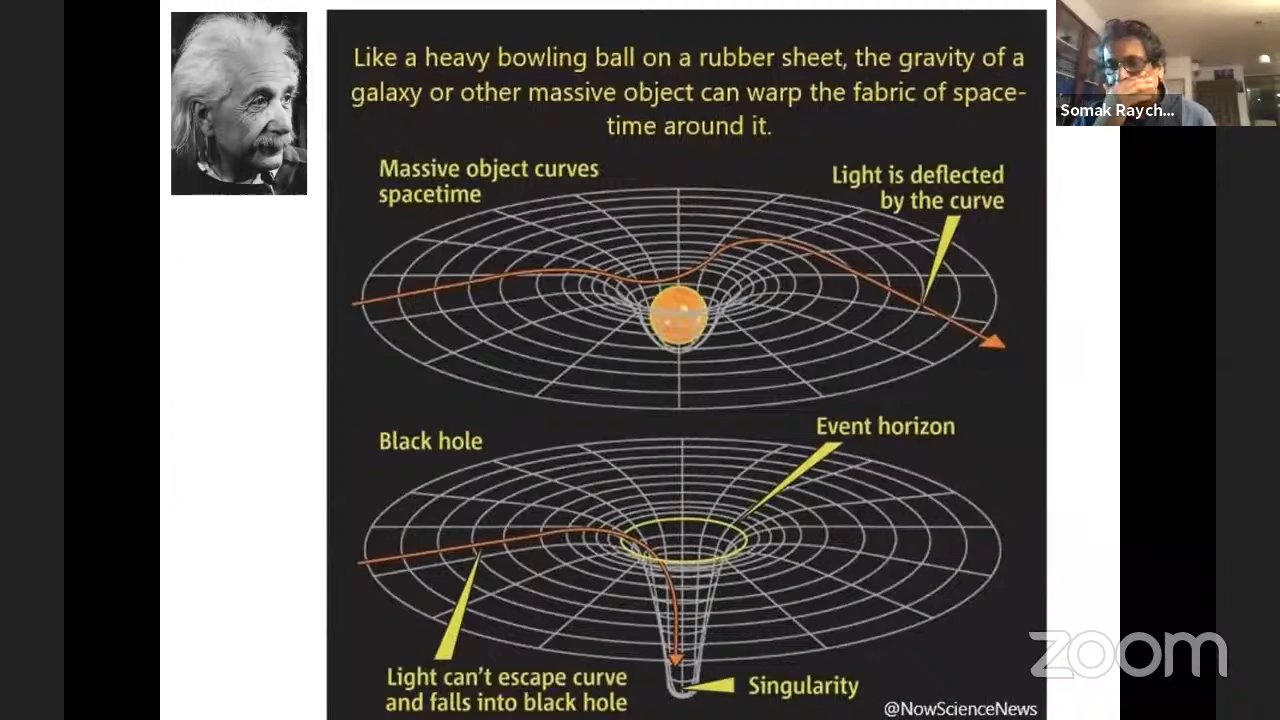 Like a heavy bowling ball on a rubber sheet, the gravity of a
galaxy or other massive object can warp the fabric of space-
time around it.
Somak Raych...
Massive object curves
spacetime
Light is deflected
by the curve
Black hole
Event horizon
Light can't escape curve
and falls into black hole
Singularity
zoom
@NowScienceNews